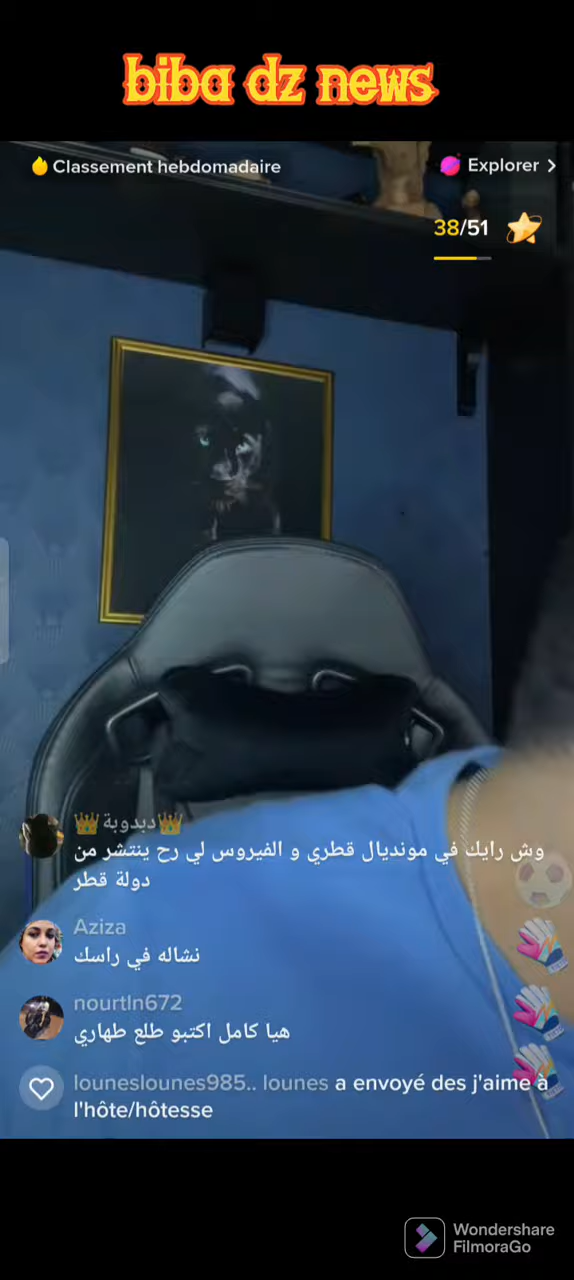 biba dz news
Classement hebdomadaire
Explorer >
38/51
👑دبدوبة👑
وش رايك في مونديال قطري و الفيروس لي رح ينتشر من
دولة قطر
Aziza
نشاله في راسك
nourtln672
هيا كامل اكتبو طلع طهاري
louneslounes985.. lounes a envoyé des j'aime à
l'hôte/hôtesse
Wondershare
FilmoraGo